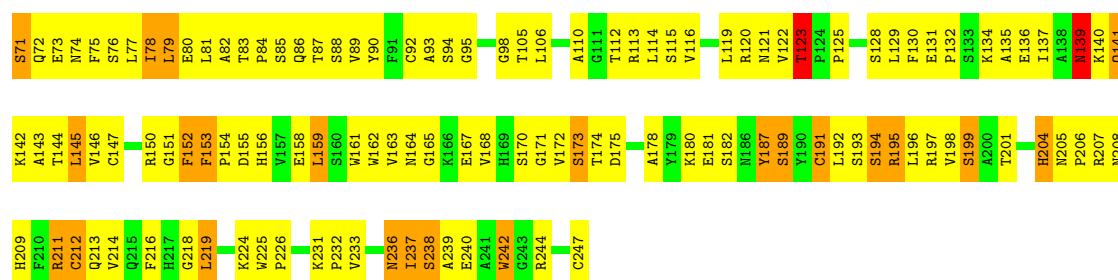 S71 Q72 E73 N74 F75 S76 L77 I78 L79 E80 L81 A82 T83 P84 S85 Q86 T87 S88 V89 Y90 F91 C92 A93 S94 G95 G98 T105 L106 A110 G111 T112 R113 L114 S115 V116 L119 R120 N121 V122 T123 P124 P125 S128 L129 F130 E131 P132 S133 K134 A135 E136 I137 A138 N139 K140
K142 A143 T144 L145 V146 C147 R150 G151 F152 F153 P154 D155 H156 V157 E158 L159 S160 W161 W162 V163 N164 G165 K166 E167 V168 H169 S170 G171 V172 S173 T174 D175 A178 Y179 K180 E181 S182 N186 Y187 S189 Y190 C191 L192 S193 S194 R195 L196 R197 V198 S199 A200 T201 H204 N205 P206 R207
H209 F210 R211 C212 Q213 V214 Q215 F216 H217 G218 L219 K224 W225 P226 K231 P232 V233 N236 I237 S238 A239 E240 A241 W242 G243 R244 C247